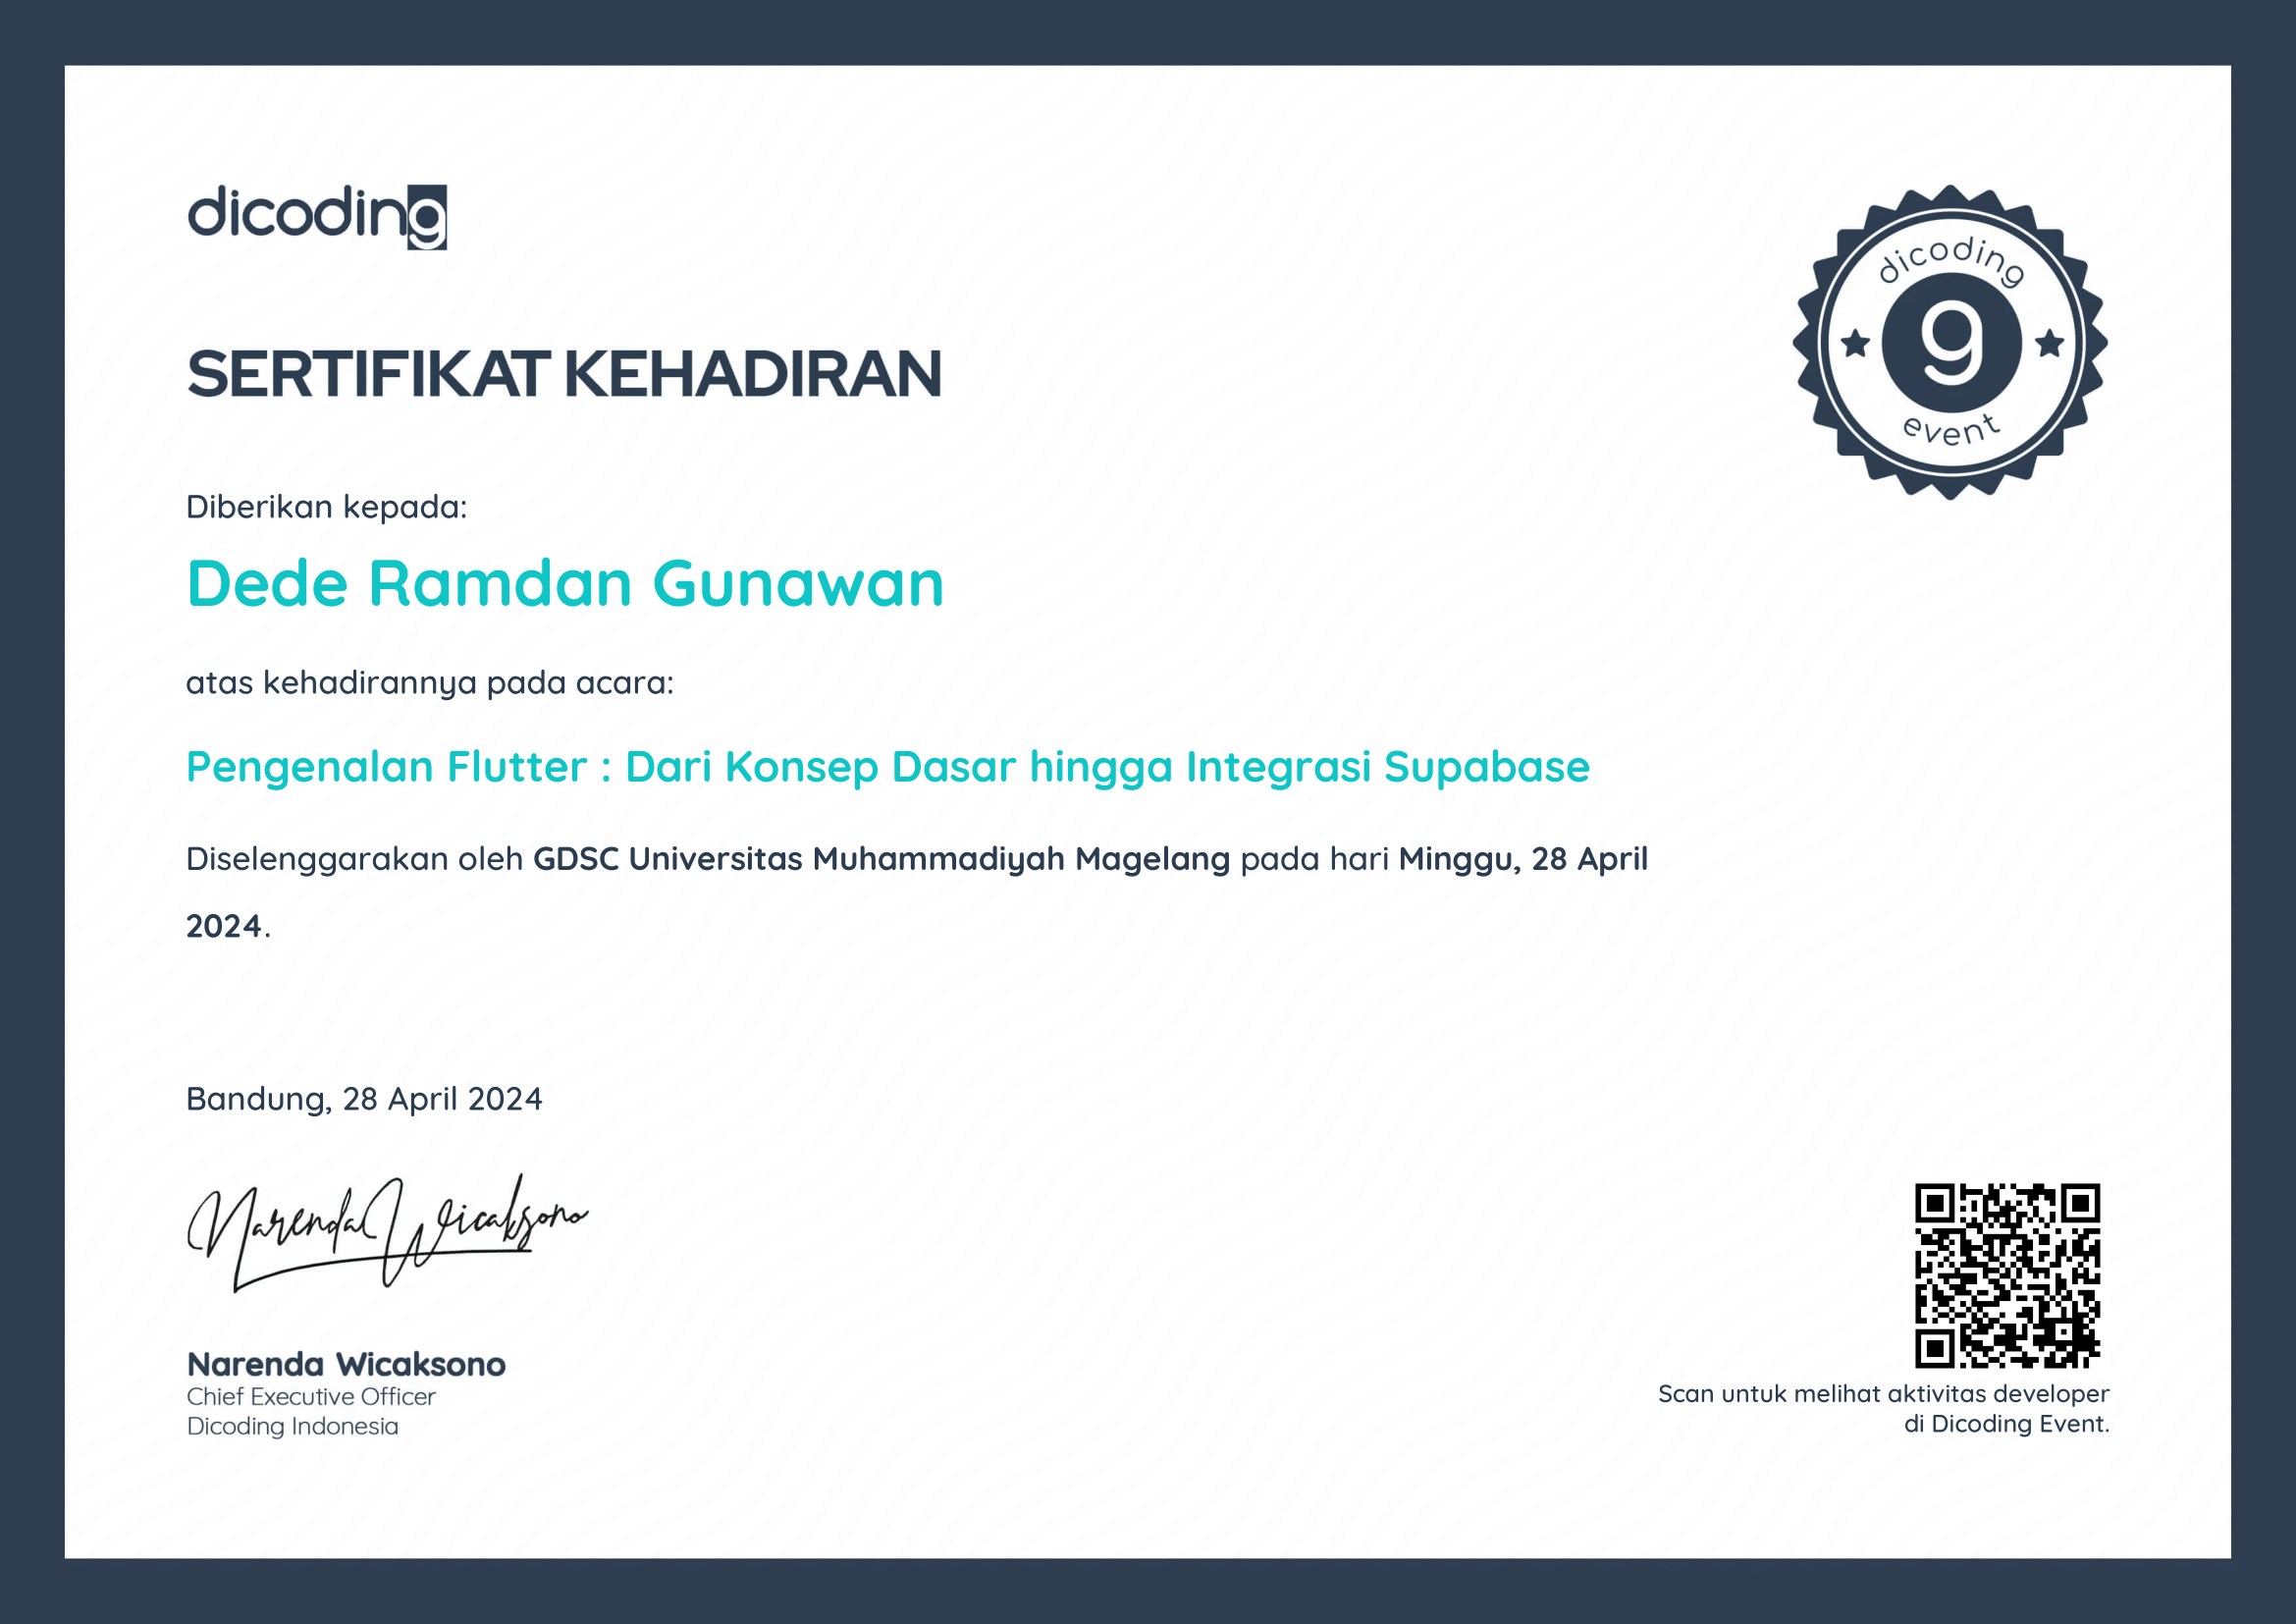 dicoding
SERTIFIKAT KEHADIRAN
dicoding
g
event
Diberikan kepada:
Dede Ramdan Gunawan
atas kehadirannya pada acara:
Pengenalan Flutter : Dari Konsep Dasar hingga Integrasi Supabase
Diselenggarakan oleh GDSC Universitas Muhammadiyah Magelang pada hari Minggu, 28 April
2024.
Bandung, 28 April 2024
Narenda Wicaksono
Narenda Wicaksono
Chief Executive Officer
Dicoding Indonesia
Scan untuk melihat aktivitas developer
di Dicoding Event.